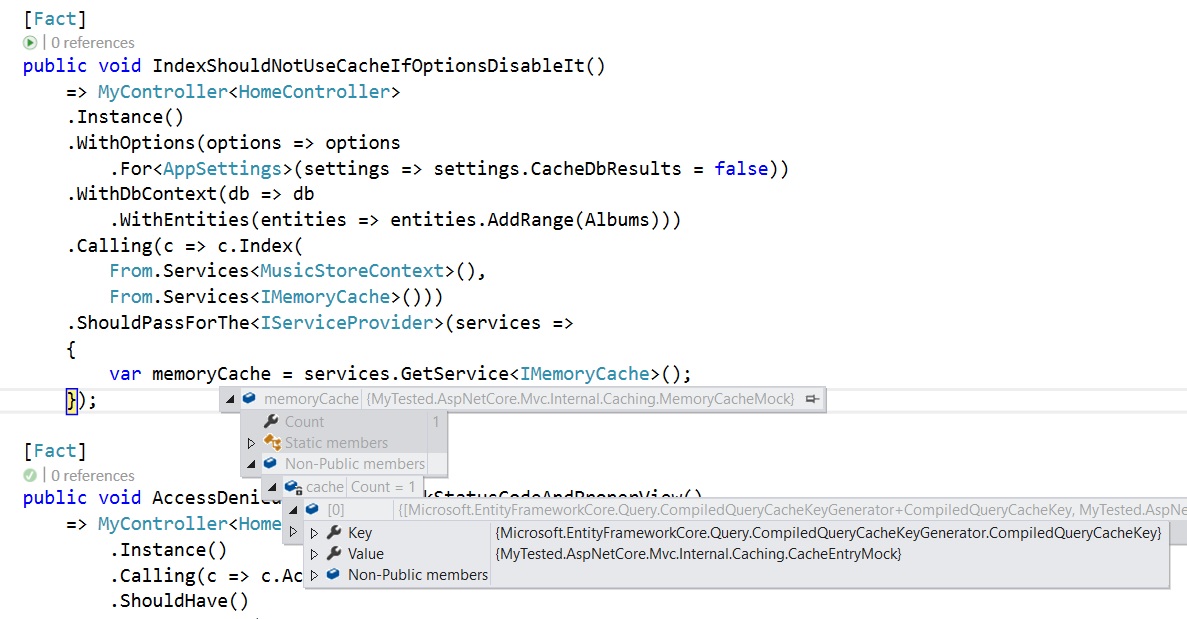 [Fact]
| 0 references
public void IndexShouldNotUseCacheIfOptionsDisableIt()
=> MyController<HomeController>
.Instance()
.WithOptions(options => options
.For<AppSettings>(settings => settings.CacheDbResults = false))
.WithDbContext(db => db
.WithEntities(entities => entities.AddRange(Albums)))
.Calling(c => c.Index(
From.Services<MusicStoreContext>(),
From.Services<IMemoryCache>()))
.ShouldPassForThe<IServiceProvider>(services =>
{
var memoryCache = services.GetService<IMemoryCache>();
});
memoryCache {MyTested.AspNetCore.Mvc.Internal.Caching.MemoryCacheMock}
Count 1
Static members
[Fact]
Non-Public members
| 0 references
cache Count = 1
public void AccessDenie kStatusCodeAndProperView()
[0] {[Microsoft.EntityFrameworkCore.Query.CompiledQueryCacheKeyGenerator+CompiledQueryCacheKey, MyTested.AspNe
=> MyController<Home
Key {Microsoft.EntityFrameworkCore.Query.CompiledQueryCacheKeyGenerator.CompiledQueryCacheKey}
.Instance()
Value {MyTested.AspNetCore.Mvc.Internal.Caching.CacheEntryMock}
.Calling(c => c.Ac
Non-Public members
.ShouldHave()